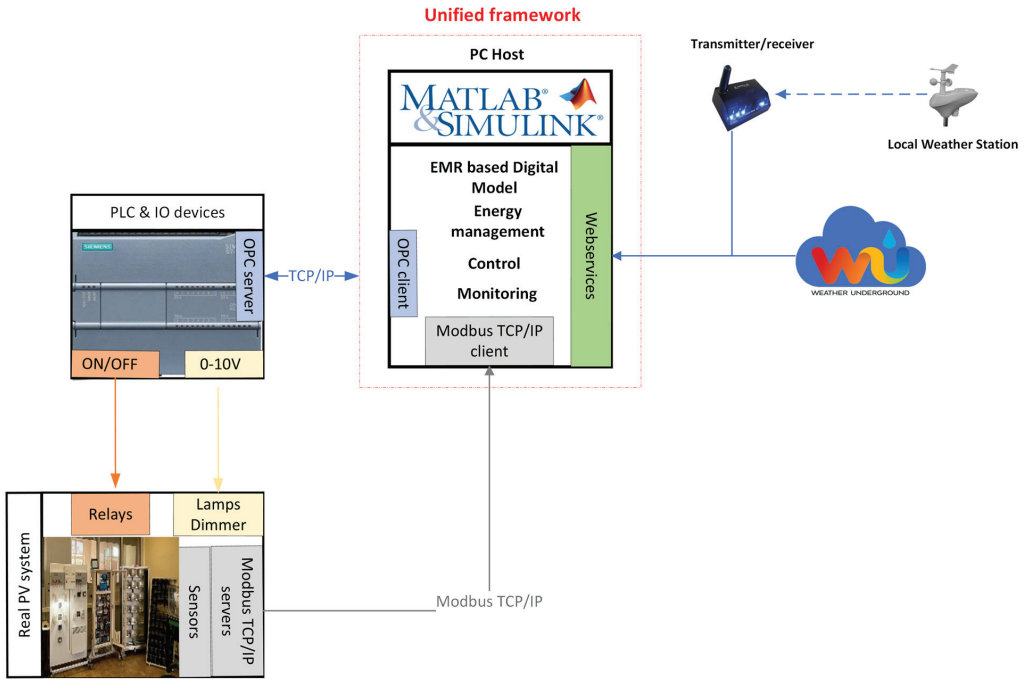 Unified framework
PC Host
MATLAB®
&SIMULINK®
EMR based Digital
Model
Energy
management
Control
Monitoring
OPC client
Modbus TCP/IP
client
Webservices
Transmitter/receiver
Local Weather Station
WU
WEATHER UNDERGROUND
PLC & IO devices
SIEMENS
OPC server
TCP/IP
ON/OFF
0-10V
Relays
Lamps
Dimmer
Real PV system
Sensors
Modbus TCP/IP
servers
Modbus TCP/IP